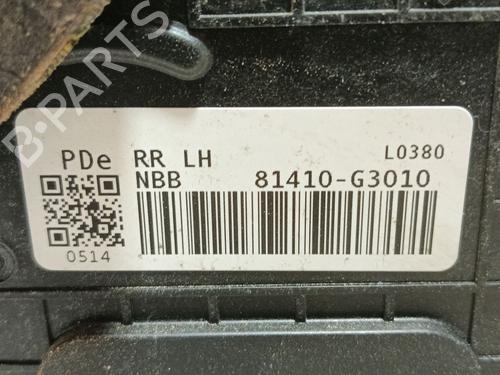 PDe RR LH L0380
NBB 81410-G3010
0514
B-PARTS